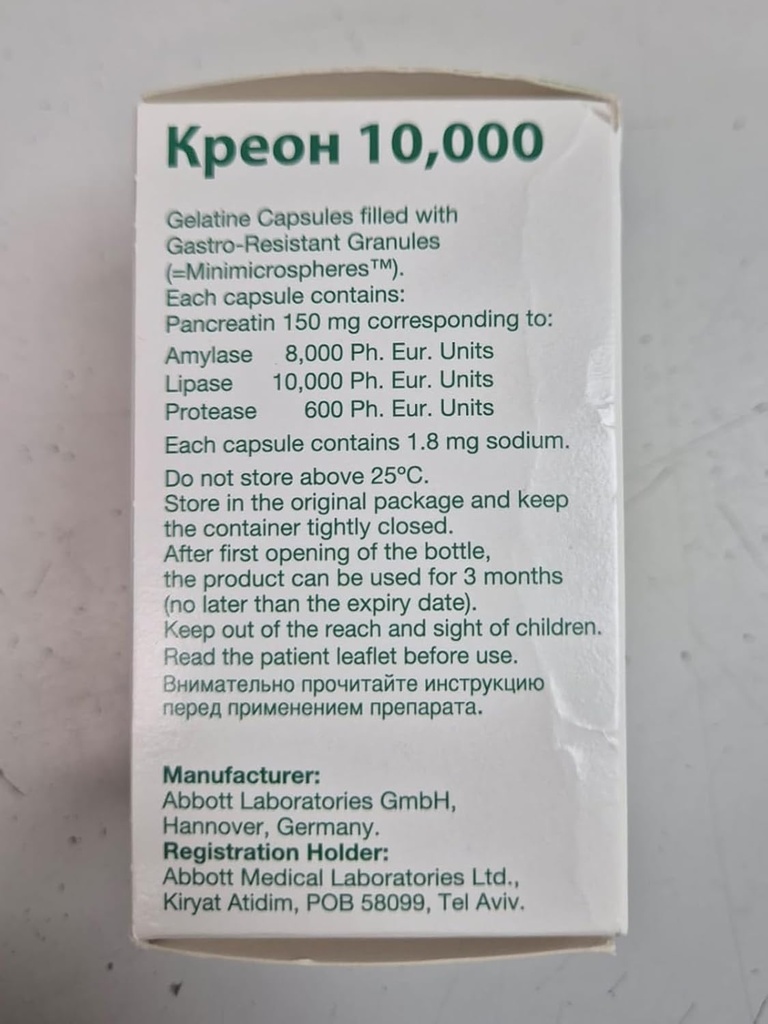 Креон 10,000
Gelatine Capsules filled with
Gastro-Resistant Granules
(=Minimicrospheres™).
Each capsule contains:
Pancreatin 150 mg corresponding to:
Amylase 8,000 Ph. Eur. Units
Lipase 10,000 Ph. Eur. Units
Protease 600 Ph. Eur. Units
Each capsule contains 1.8 mg sodium.
Do not store above 25ºC.
Store in the original package and keep
the container tightly closed.
After first opening of the bottle,
the product can be used for 3 months
(no later than the expiry date).
Keep out of the reach and sight of children.
Read the patient leaflet before use.
Внимательно прочитайте инструкцию
перед применением препарата.
Manufacturer:
Abbott Laboratories GmbH,
Hannover, Germany.
Registration Holder:
Abbott Medical Laboratories Ltd.,
Kiryat Atidim, POB 58099, Tel Aviv.